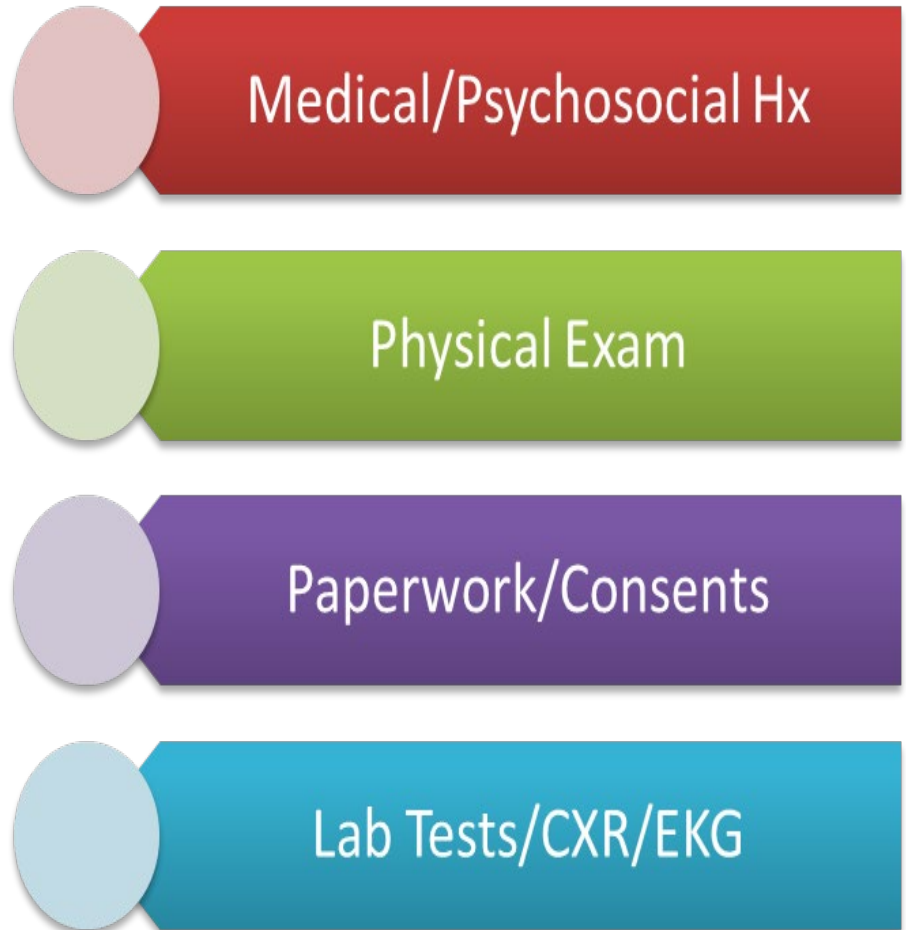 Medical/Psychosocial Hx
Physical Exam
Paperwork/Consents
Lab Tests/CXR/EKG